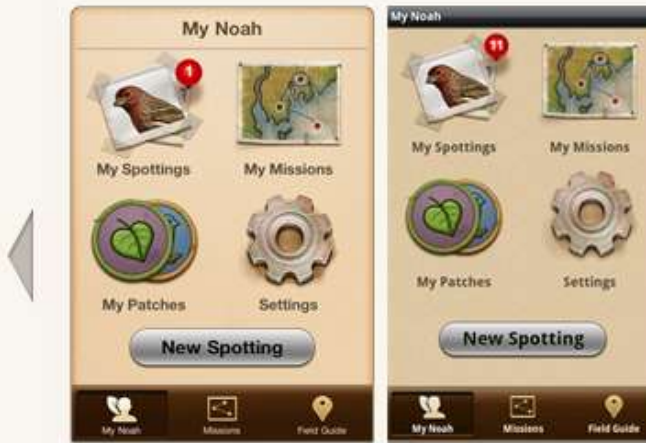 My Noah
1
My Spottings
My Missions
My Patches
Settings
New Spotting
My Noah
Missions
Field Guide
My Noah
11
My Spottings
My Missions
My Patches
Settings
New Spotting
My Noah
Missions
Field Guide